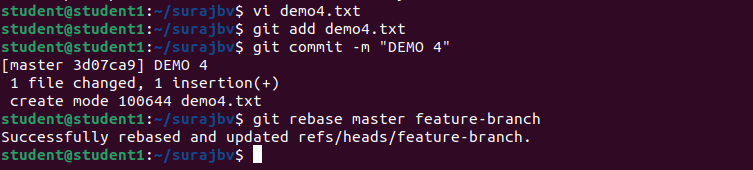 student@student1:~/surajbv$ vi demo4.txt
student@student1:~/surajbv$ git add demo4.txt
student@student1:~/surajbv$ git commit -m "DEMO 4"
[master 3d07ca9] DEMO 4
 1 file changed, 1 insertion(+)
 create mode 100644 demo4.txt
student@student1:~/surajbv$ git rebase master feature-branch
Successfully rebased and updated refs/heads/feature-branch.
student@student1:~/surajbv$